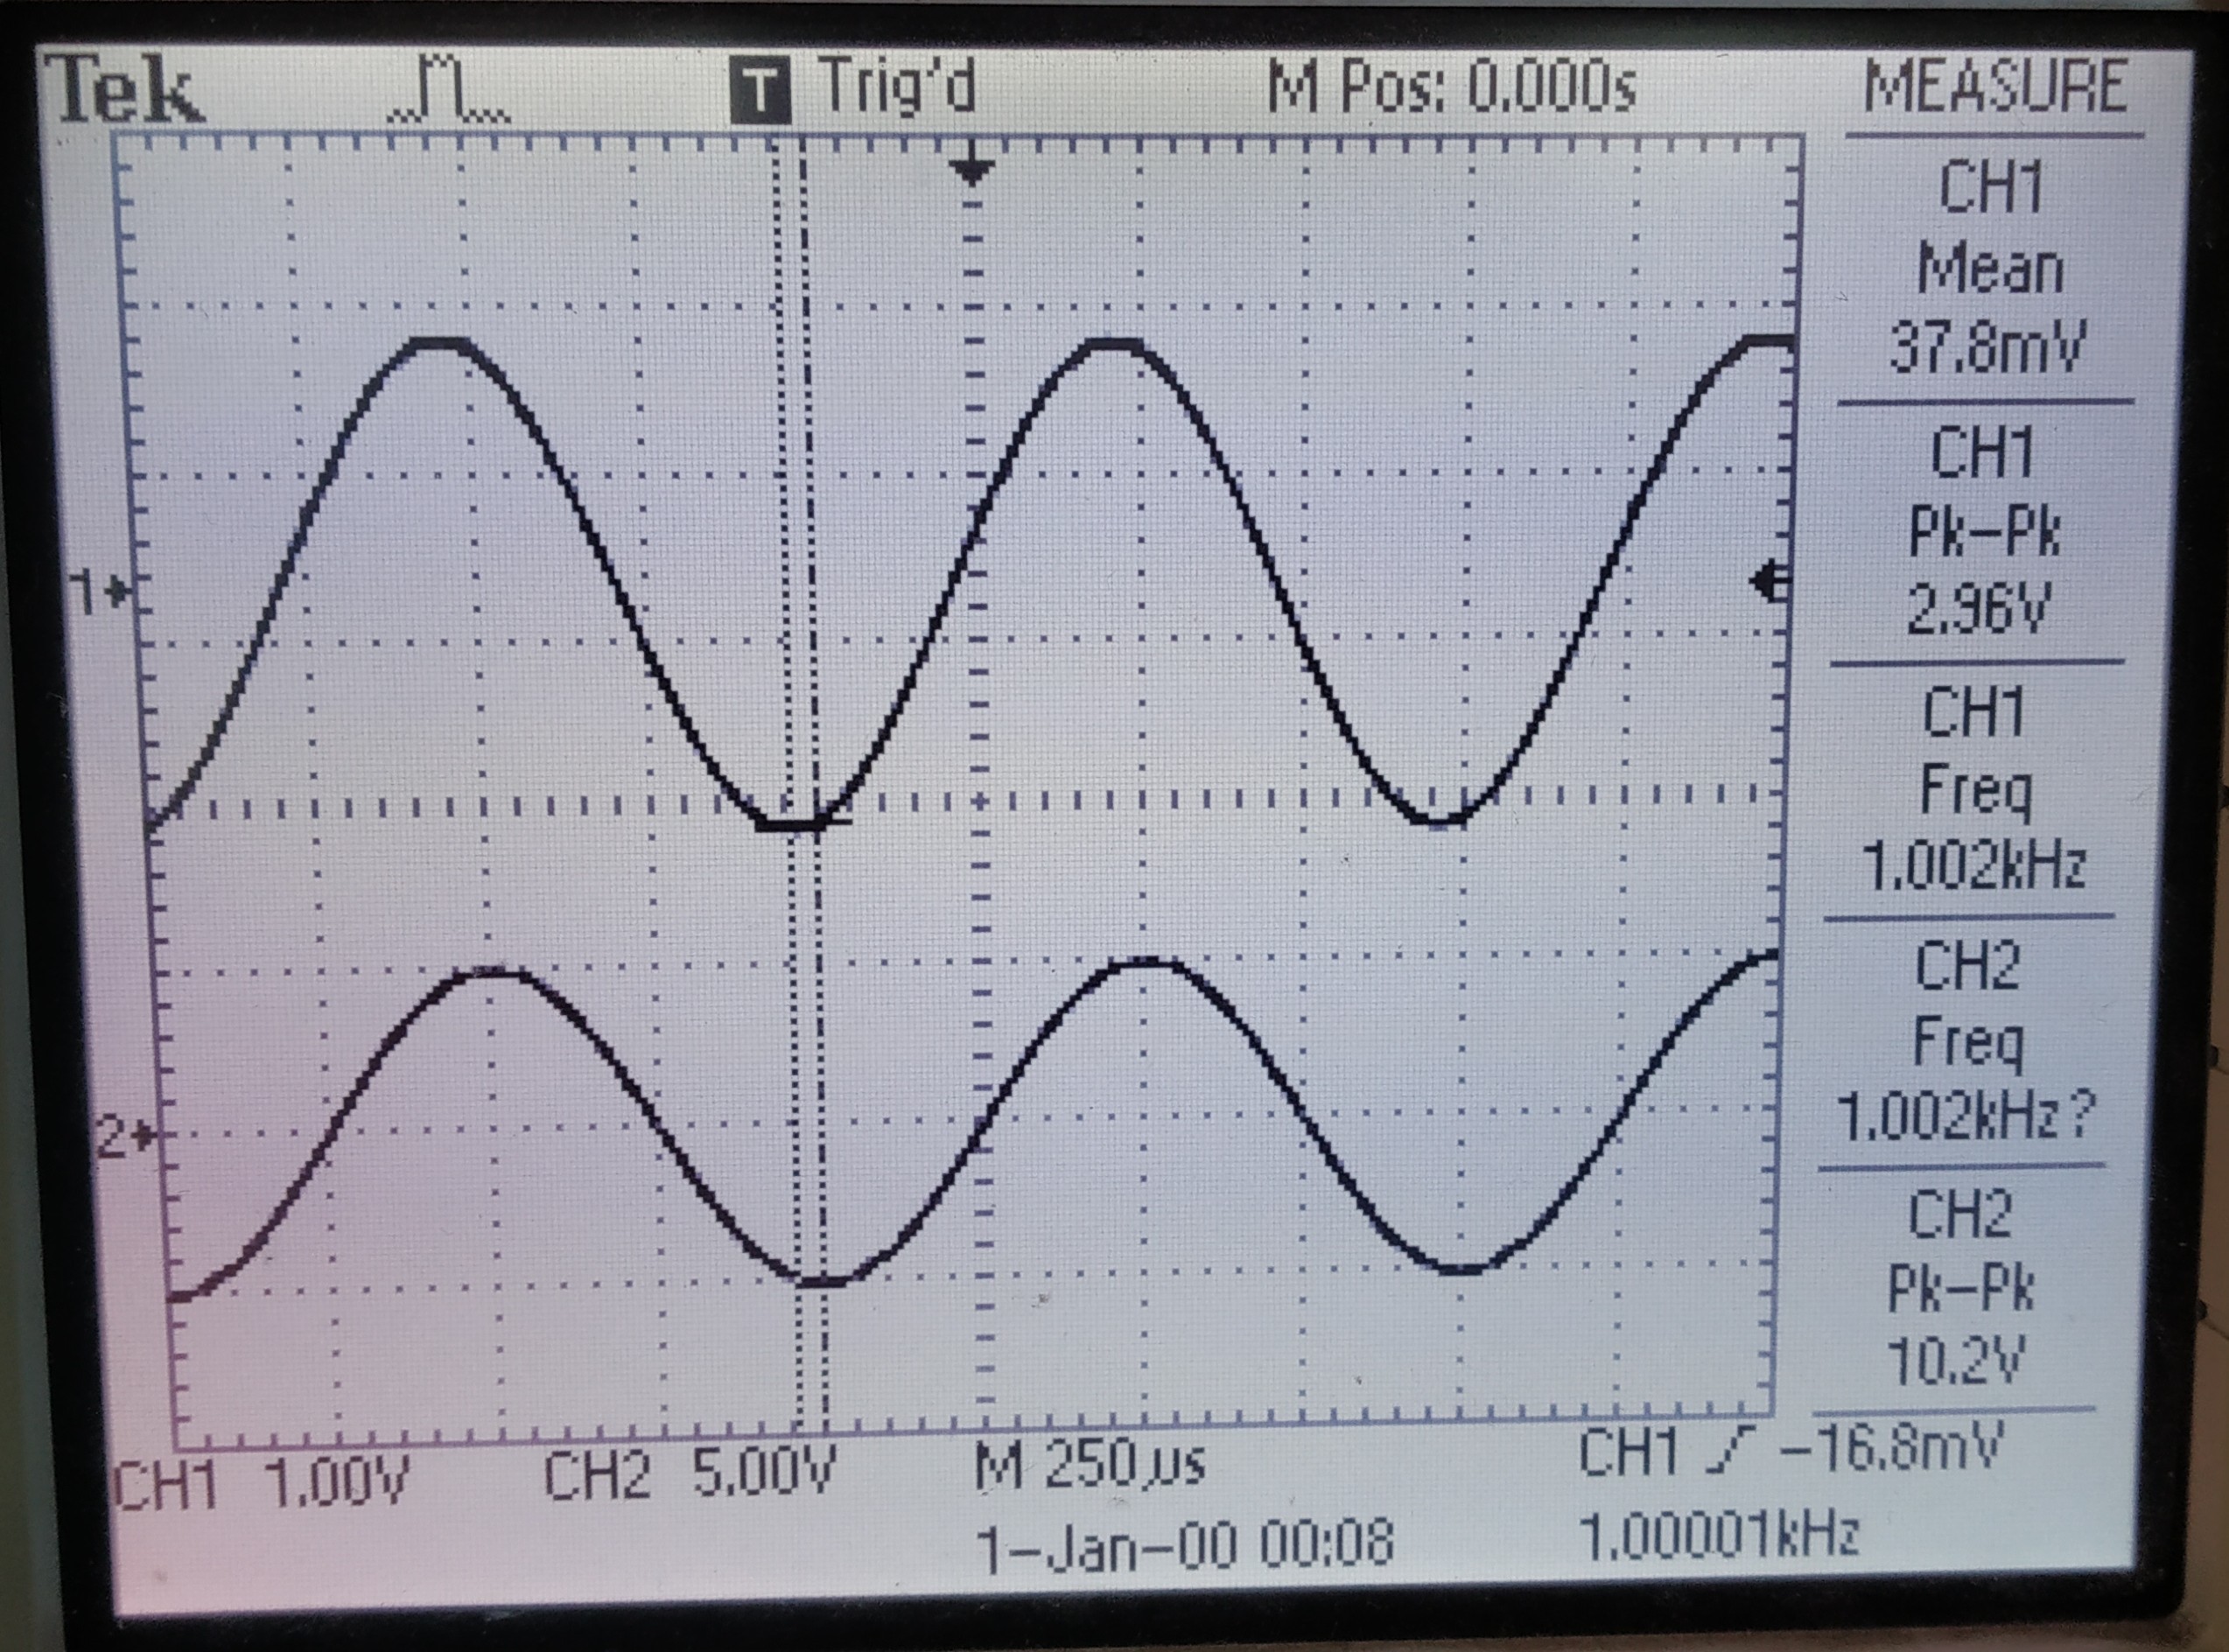 Tek T Trig'd M Pos: 0.000s MEASURE
CH1
Mean
37.8mV
CH1
Pk-Pk
2.96V
1
CH1
Freq
1.002kHz
CH2
Freq
1.002kHz?
2
CH2
Pk-Pk
10.2V
CH1 1.00V CH2 5.00V M 250µs CH1 -16.8mV
1-Jan-00 00:08 1.00001kHz